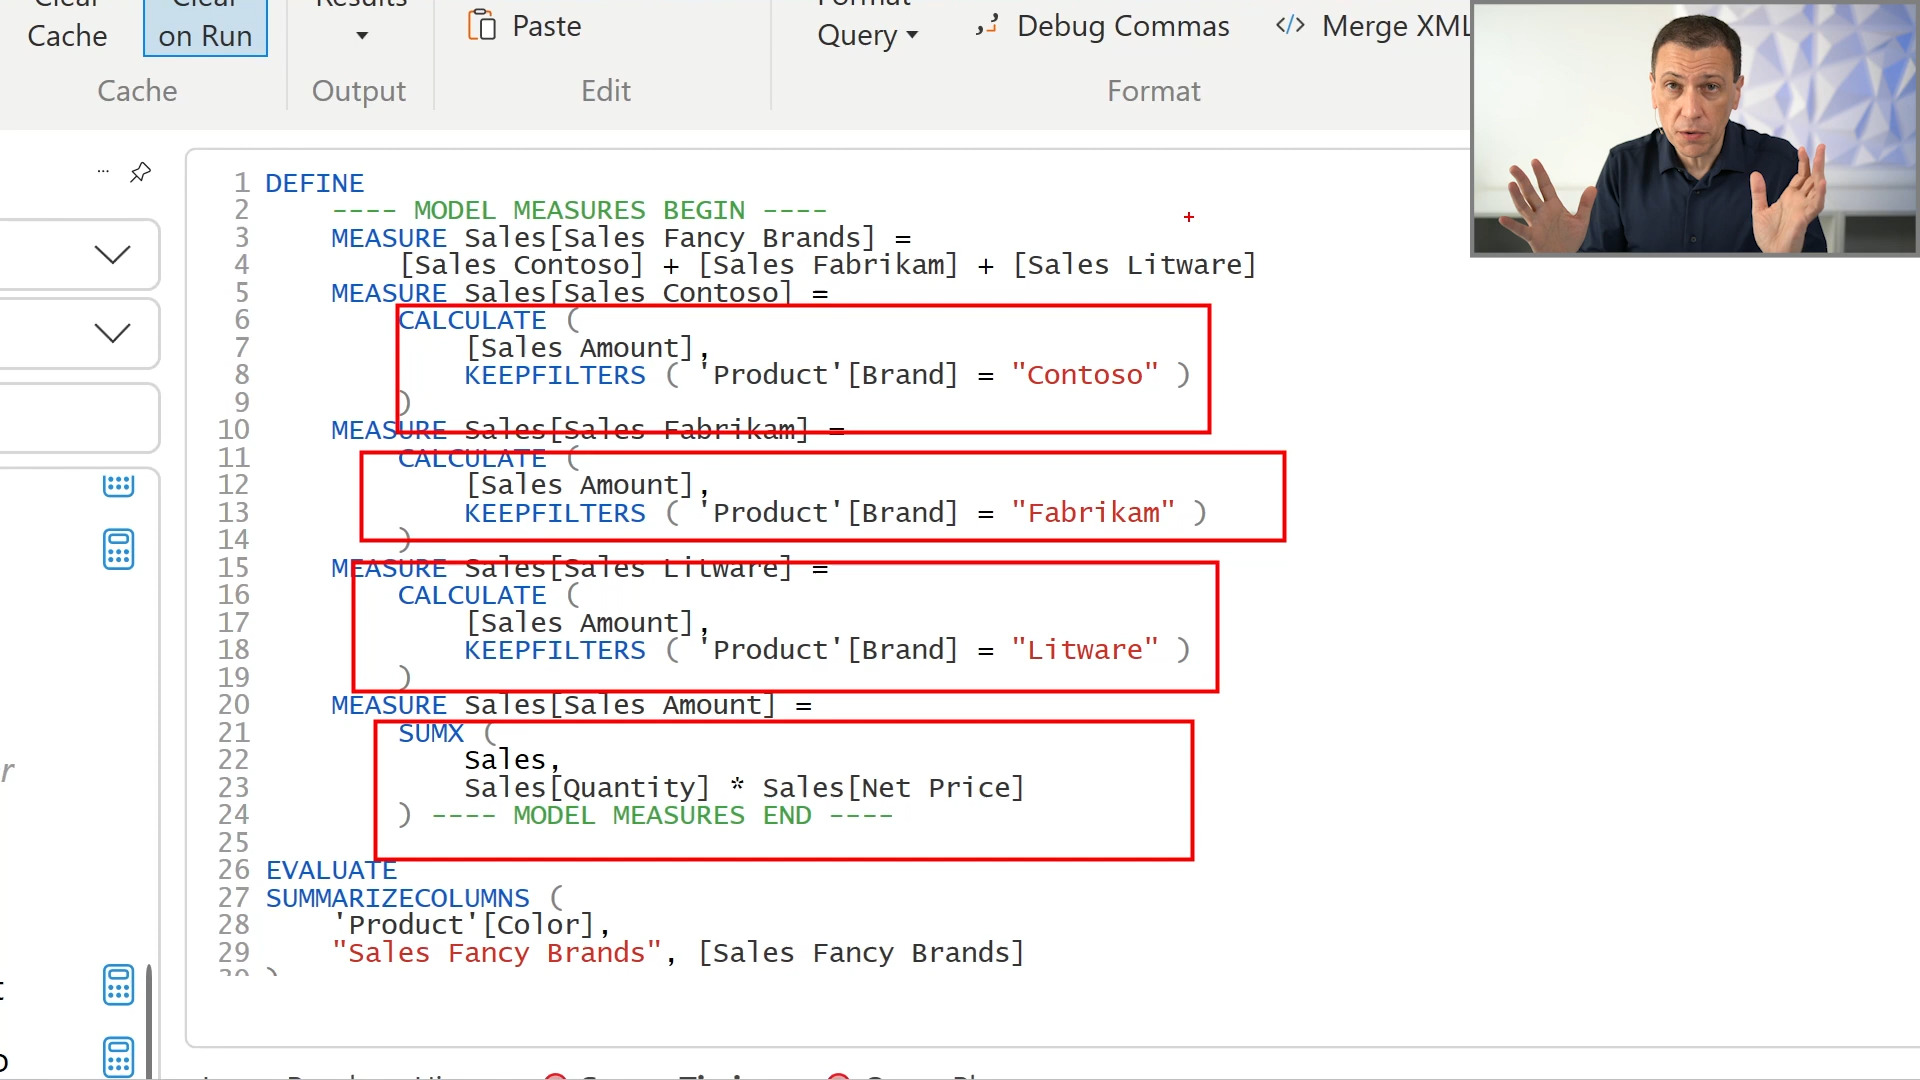 Clear
Cache
Clear
on Run
Results
Paste
Format
Query
Debug Commas
Merge XML
Cache
Output
Edit
Format
1 DEFINE
2 ---- MODEL MEASURES BEGIN ----
3 MEASURE Sales[Sales Fancy Brands] =
4 [Sales Contoso] + [Sales Fabrikam] + [Sales Litware]
5 MEASURE Sales[Sales Contoso] =
6 CALCULATE (
7 [Sales Amount],
8 KEEPFILTERS ( 'Product'[Brand] = "Contoso" )
9 )
10 MEASURE Sales[Sales Fabrikam] =
11 CALCULATE (
12 [Sales Amount],
13 KEEPFILTERS ( 'Product'[Brand] = "Fabrikam" )
14 )
15 MEASURE Sales[Sales Litware] =
16 CALCULATE (
17 [Sales Amount],
18 KEEPFILTERS ( 'Product'[Brand] = "Litware" )
19 )
20 MEASURE Sales[Sales Amount] =
21 SUMX (
22 Sales,
23 Sales[Quantity] * Sales[Net Price]
24 ) ---- MODEL MEASURES END ----
25
26 EVALUATE
27 SUMMARIZECOLUMNS (
28 'Product'[Color],
29 "Sales Fancy Brands", [Sales Fancy Brands]
30 )